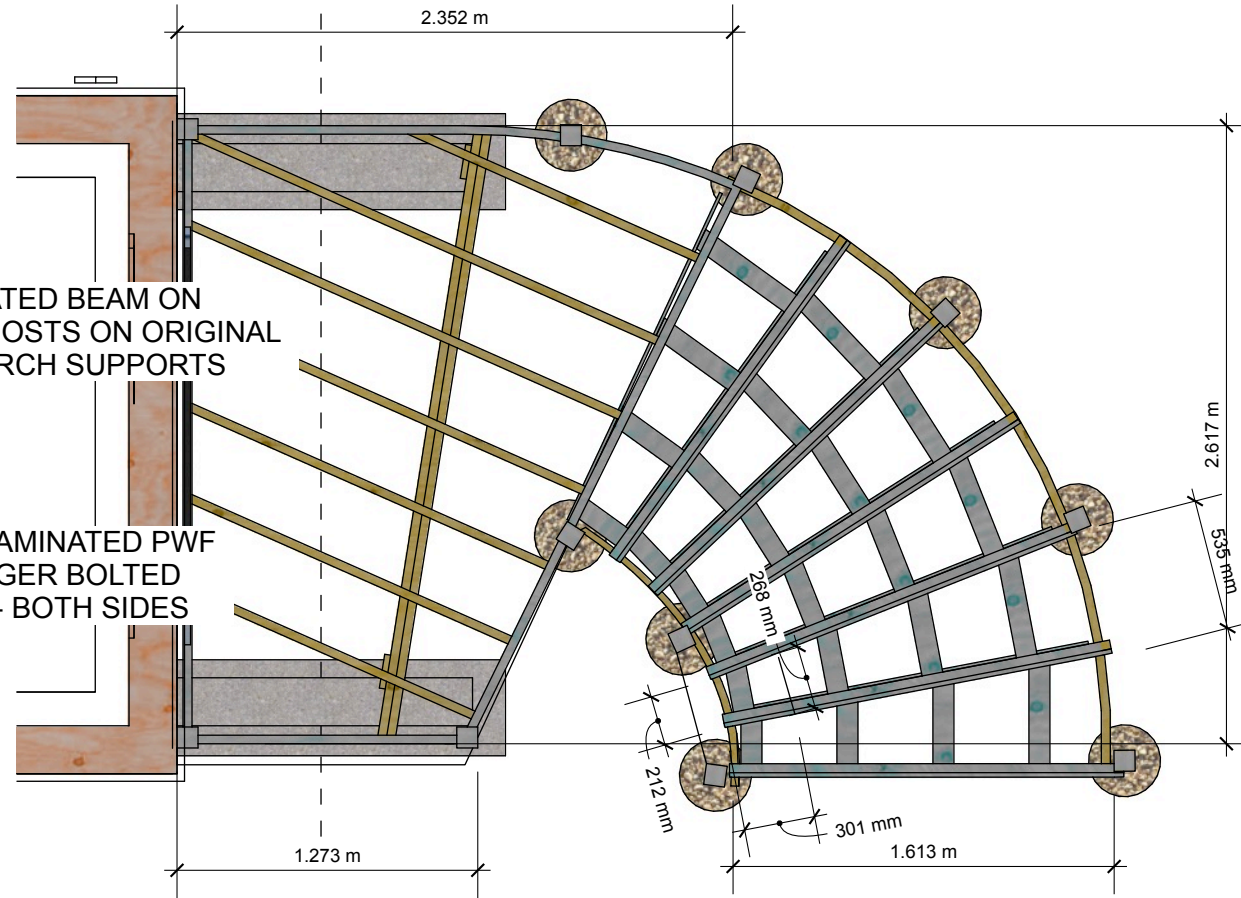 2.352 m
ATED BEAM ON
OSTS ON ORIGINAL
RCH SUPPORTS
2.617 m
AMINATED PWF
GER BOLTED
BOTH SIDES
268 mm
535 mm
212 mm
301 mm
1.273 m
1.613 m